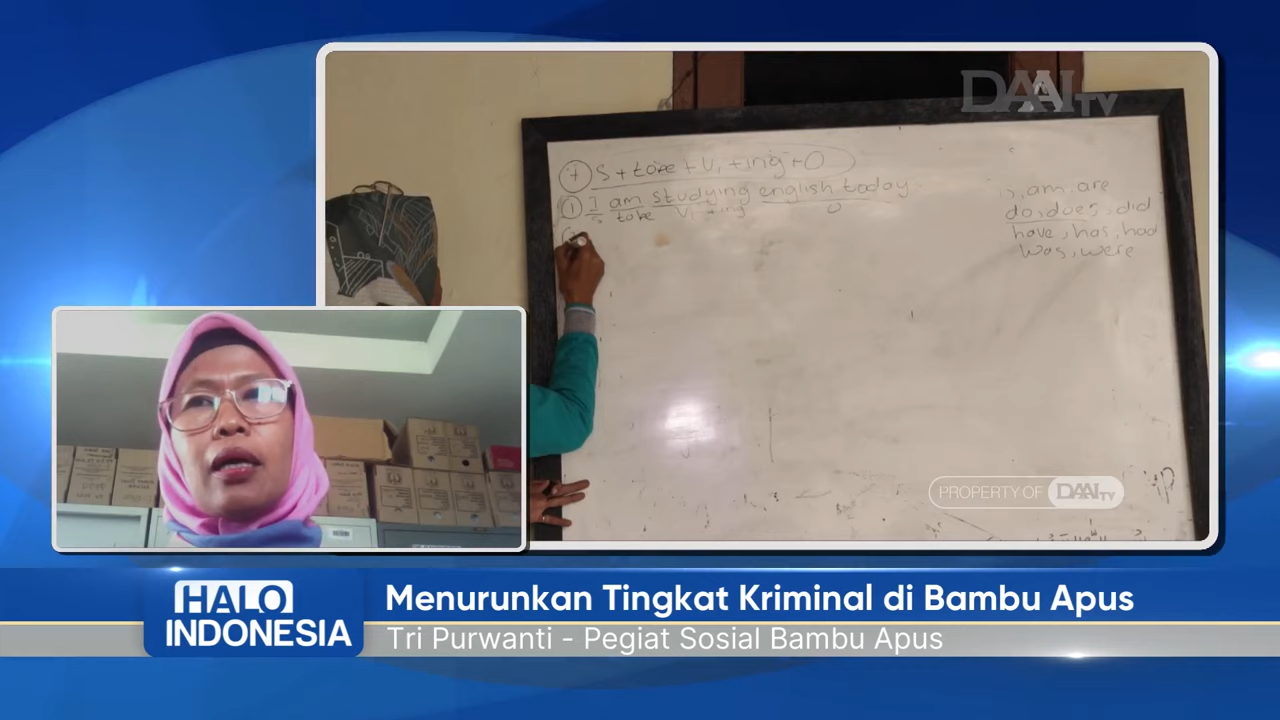 DAAI TV
(+) S + tobe + V1 + ing + O
(1) I am studying english today
S tobe V1 + ing O
is, am, are
do, does, did
have, has, had
was, were
PROPERTY OF DAAI TV
HALO
INDONESIA
Menurunkan Tingkat Kriminal di Bambu Apus
Tri Purwanti - Pegiat Sosial Bambu Apus